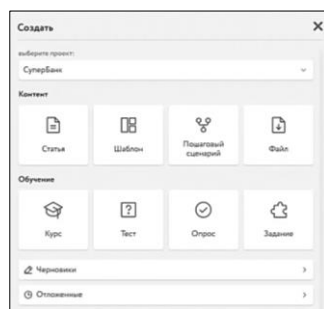 Создать
выберите проект:
СуперБанк
Контент
Статья
Шаблон
Пошаговый
сценарий
Файл
Обучение
Курс
Тест
Опрос
Задание
Черновики
Отложенные